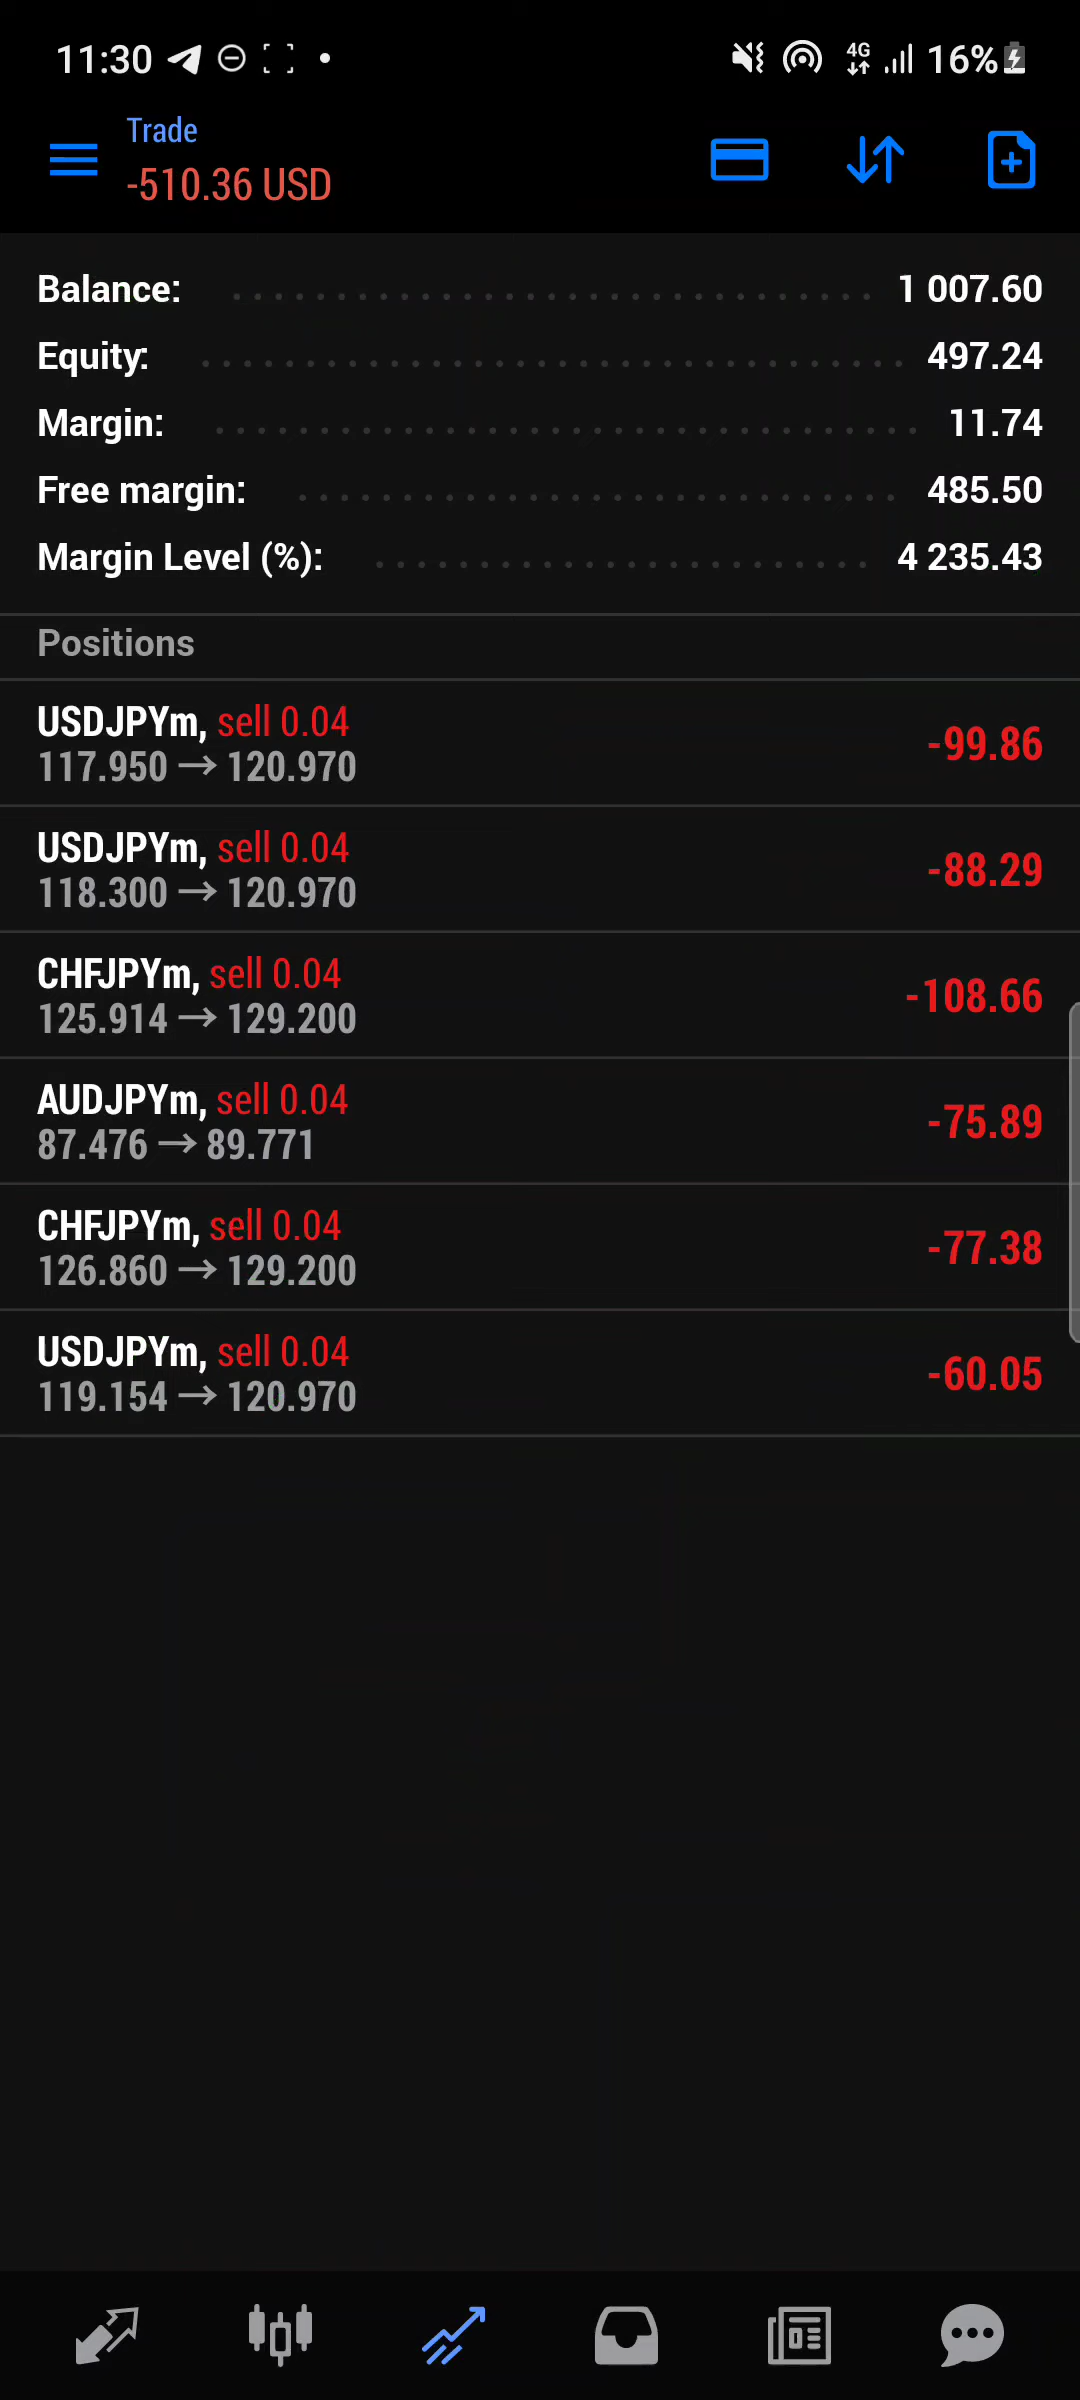 11:30 4G 16%
Trade
-510.36 USD
Balance: 1 007.60
Equity: 497.24
Margin: 11.74
Free margin: 485.50
Margin Level (%): 4 235.43
Positions
USDJPYm, sell 0.04
117.950 → 120.970 -99.86
USDJPYm, sell 0.04
118.300 → 120.970 -88.29
CHFJPYm, sell 0.04
125.914 → 129.200 -108.66
AUDJPYm, sell 0.04
87.476 → 89.771 -75.89
CHFJPYm, sell 0.04
126.860 → 129.200 -77.38
USDJPYm, sell 0.04
119.154 → 120.970 -60.05